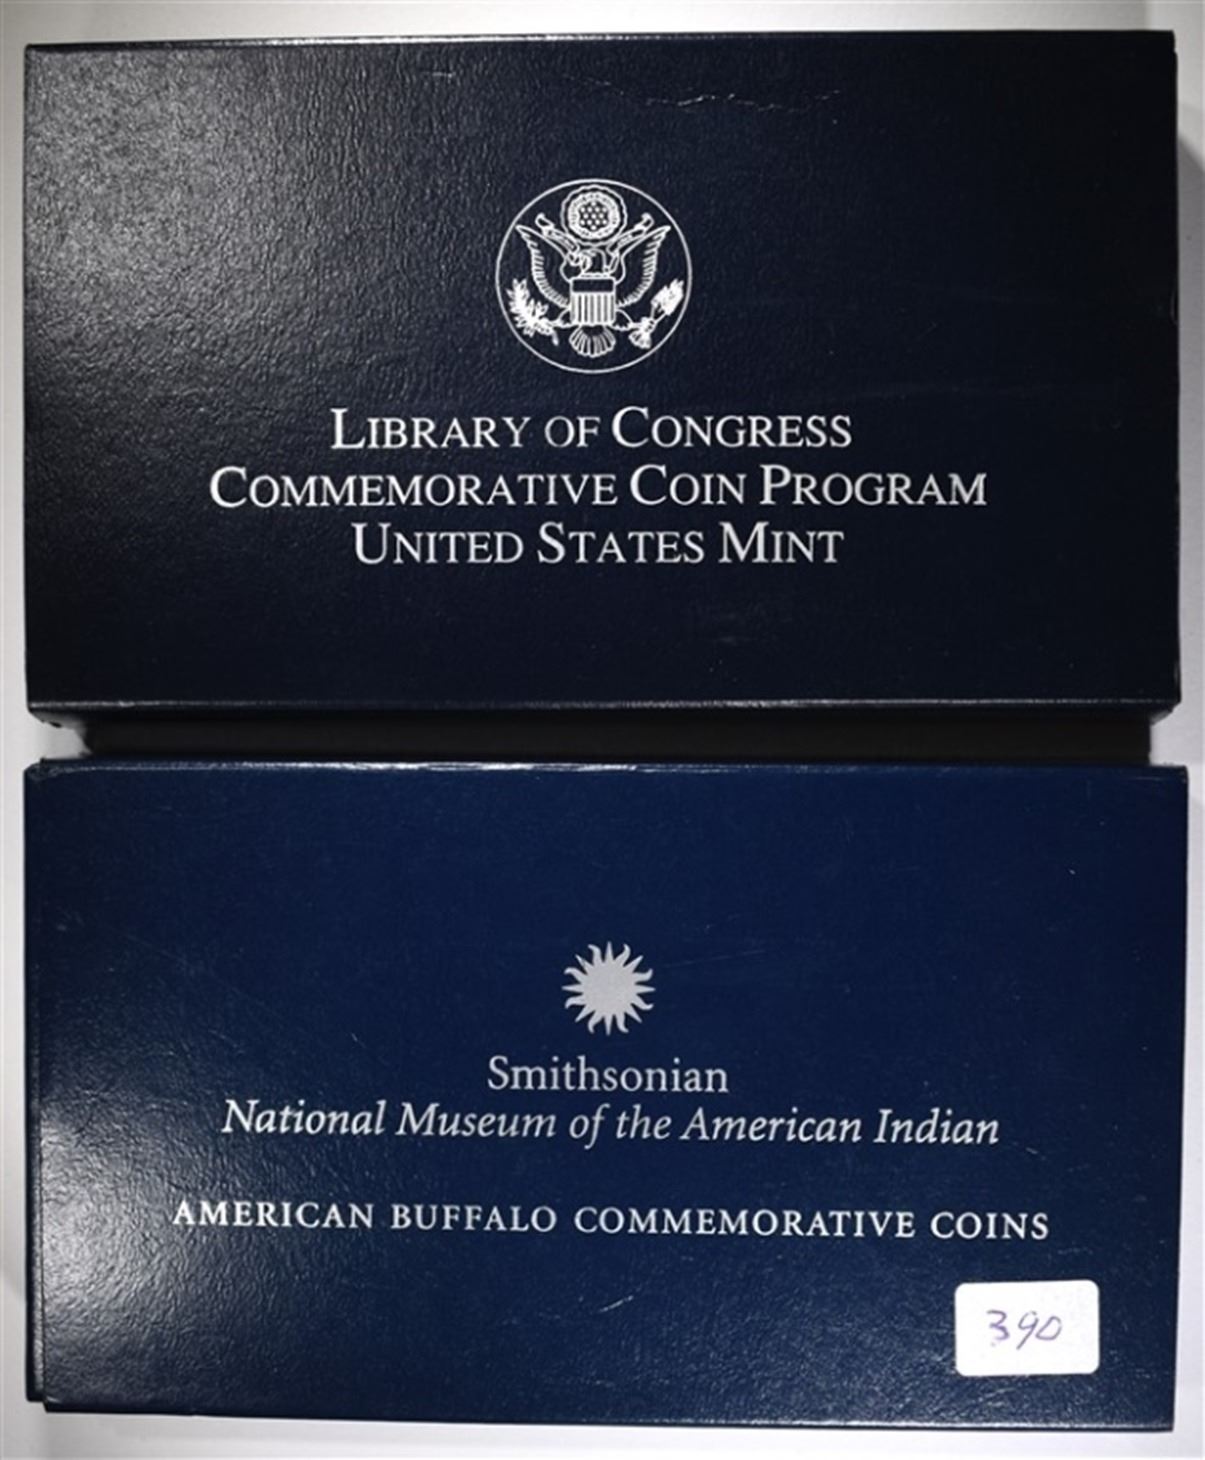 LIBRARY OF CONGRESS
COMMEMORATIVE COIN PROGRAM
UNITED STATES MINT
Smithsonian
National Museum of the American Indian
AMERICAN BUFFALO COMMEMORATIVE COINS
390